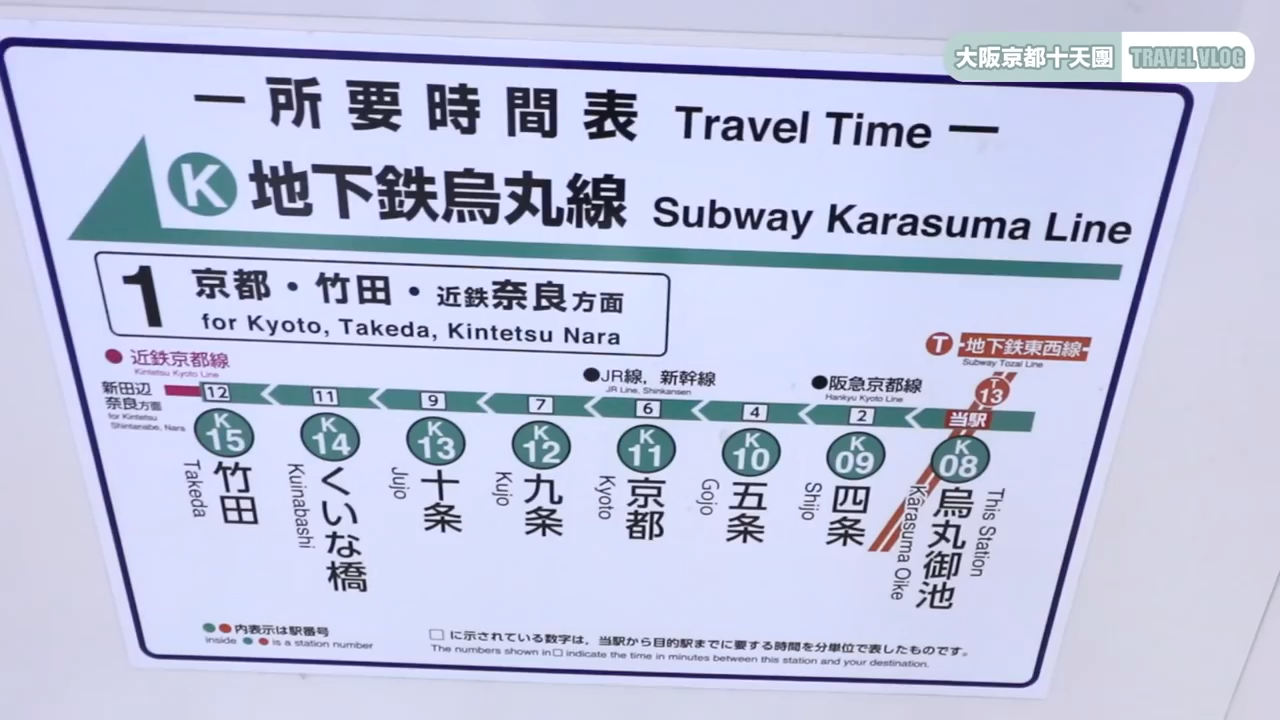 大阪京都十天團 TRAVEL VLOG
所要時間表 Travel Time
K 地下鉄烏丸線 Subway Karasuma Line
1 京都・竹田・近鉄奈良方面
for Kyoto, Takeda, Kintetsu Nara
T 地下鉄東西線
Subway Tozai Line
近鉄京都線
Kintetsu Kyoto Line
JR線，新幹線
JR Line, Shinkansen
阪急京都線
Hankyu Kyoto Line
T 13
新田辺
奈良方面
for Kintetsu
Shintanabe, Nara
12 11 9 7 6 4 2 当駅
K 15 K 14 K 13 K 12 K 11 K 10 K 09 K 08
竹田
Takeda
くいな橋
Kuinabashi
十条
Jujo
九条
Kujo
京都
Kyoto
五条
Gojo
四条
Shijo
烏丸御池
Karasuma Oike
This Station
内表示は駅番号
inside is a station number
□に示されている数字は，当駅から目的駅までに要する時間を分単位で表したものです。
The numbers shown in □ indicate the time in minutes between this station and your destination.